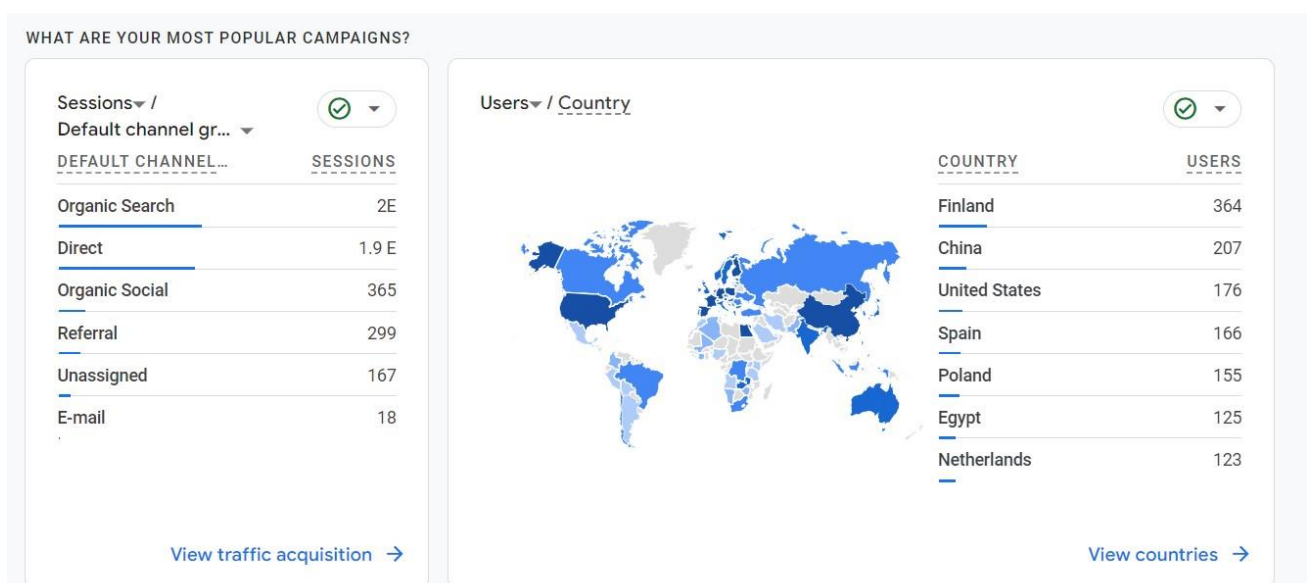 WHAT ARE YOUR MOST POPULAR CAMPAIGNS?
Sessions /
Default channel gr...
DEFAULT CHANNEL... SESSIONS
Organic Search 2E
Direct 1.9 E
Organic Social 365
Referral 299
Unassigned 167
E-mail 18
View traffic acquisition
Users / Country
COUNTRY USERS
Finland 364
China 207
United States 176
Spain 166
Poland 155
Egypt 125
Netherlands 123
View countries